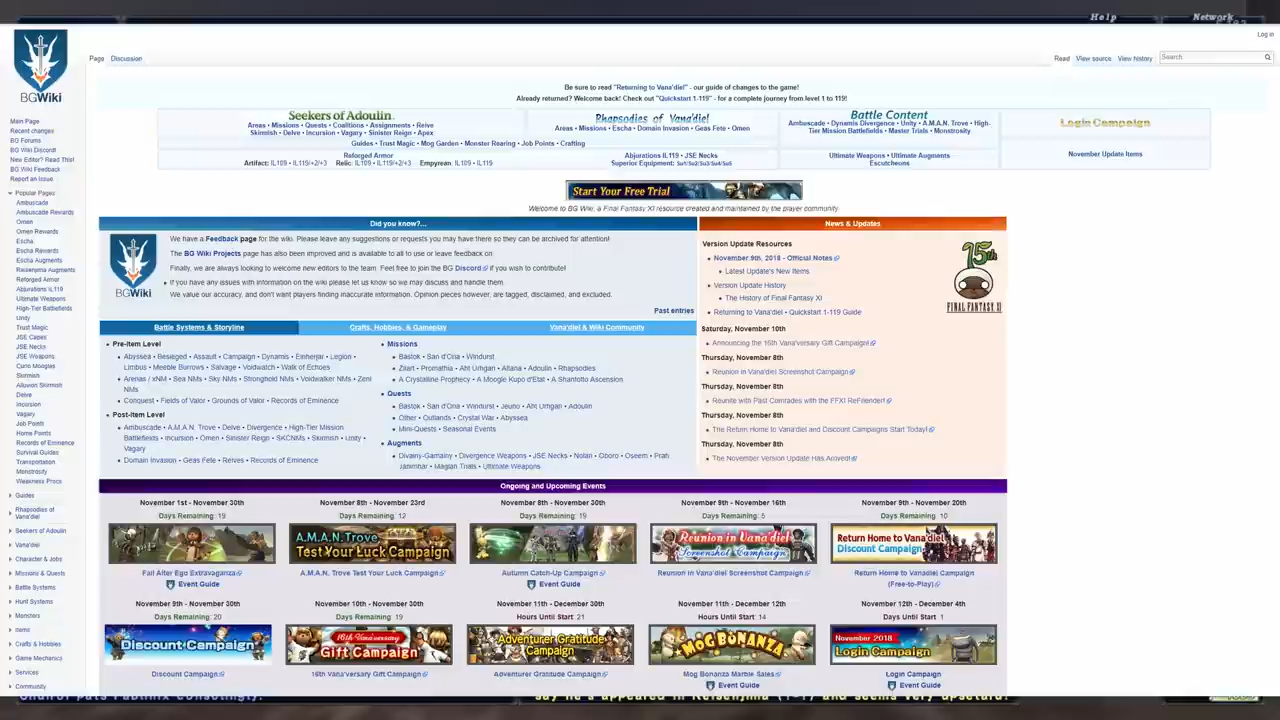 Help
Network
Log in
Page Discussion
Read View source View history
Search
BGWiki
Main Page
Recent changes
BG Forums
BG Wiki Discord!
New Editor? Read This!
BG Wiki Feedback
Report an Issue
Popular Pages
Ambuscade
Ambuscade Rewards
Omen
Omen Rewards
Escha
Escha Rewards
Escha Augments
Reisenjima Augments
Reforged Armor
Abjurations IL119
Ultimate Weapons
High-Tier Battlefields
Unity
Trust Magic
JSE Capes
JSE Necks
JSE Weapons
Curio Moogles
Skirmish
Alluvion Skirmish
Delve
Incursion
Vagary
Job Points
Home Points
Records of Eminence
Survival Guides
Transportation
Monstrosity
Weakness Procs
Guides
Rhapsodies of
Vana'diel
Seekers of Adoulin
Vana'diel
Character & Jobs
Missions & Quests
Battle Systems
Hunt Systems
Monsters
Items
Crafts & Hobbies
Game Mechanics
Services
Community
Be sure to read "Returning to Vana'diel" - our guide of changes to the game!
Already returned? Welcome back! Check out "Quickstart 1-119" - for a complete journey from level 1 to 119!
Seekers of Adoulin
Areas • Missions • Quests • Coalitions • Assignments • Reive
Skirmish • Delve • Incursion • Vagary • Sinister Reign • Apex
Rhapsodies of Vana'diel
Areas • Missions • Escha • Domain Invasion • Geas Fete • Omen
Battle Content
Ambuscade • Dynamis Divergence • Unity • A.M.A.N. Trove • High-
Tier Mission Battlefields • Master Trials • Monstrosity
Login Campaign
Guides • Trust Magic • Mog Garden • Monster Rearing • Job Points • Crafting
Reforged Armor
Artifact: IL109 • IL119/+2/+3 Relic: IL109 • IL119/+2/+3 Empyrean: IL109 • IL119
Abjurations IL119 • JSE Necks
Superior Equipment: Su1/Su2/Su3/Su4/Su5
Ultimate Weapons • Ultimate Augments
Escutcheons
November Update Items
Start Your Free Trial
Welcome to BG Wiki, a Final Fantasy XI resource created and maintained by the player community.
Did you know?...
BGWiki
We have a Feedback page for the wiki. Please leave any suggestions or requests you may have there so they can be archived for attention!
The BG Wiki Projects page has also been improved and is available to all to use or leave feedback on
Finally, we are always looking to welcome new editors to the team. Feel free to join the BG Discord if you wish to contribute!
• If you have any issues with information on the wiki please let us know so we may discuss and handle them.
We value our accuracy, and don't want players finding inaccurate information. Opinion pieces however, are tagged, disclaimed, and excluded.
Past entries
Battle Systems & Storyline Crafts, Hobbies, & Gameplay Vana'diel & Wiki Community
• Pre-Item Level
• Abyssea • Besieged • Assault • Campaign • Dynamis • Einherjar • Legion •
Limbus • Meeble Burrows • Salvage • Voidwatch • Walk of Echoes
• Arenas / xNM • Sea NMs • Sky NMs • Stronghold NMs • Voidwalker NMs • Zeni
NMs
• Conquest • Fields of Valor • Grounds of Valor • Records of Eminence
• Post-Item Level
• Ambuscade • A.M.A.N. Trove • Delve • Divergence • High-Tier Mission
Battlefields • Incursion • Omen • Sinister Reign • SKCNMs • Skirmish • Unity •
Vagary
• Domain Invasion • Geas Fete • Reives • Records of Eminence
• Missions
• Bastok • San d'Oria • Windurst
• Zilart • Promathia • Aht Urhgan • Altana • Adoulin • Rhapsodies
• A Crystalline Prophecy • A Moogle Kupo d'Etat • A Shantotto Ascension
• Quests
• Bastok • San d'Oria • Windurst • Jeuno • Aht Urhgan • Adoulin
• Other • Outlands • Crystal War • Abyssea
• Mini-Quests • Seasonal Events
• Augments
• Divainy-Gamainy • Divergence Weapons • JSE Necks • Nolan • Oboro • Oseem • Prah
Jammhar • Magian Trials • Ultimate Weapons
News & Updates
Version Update Resources
• November 9th, 2018 - Official Notes
• Latest Update's New Items
• Version Update History
• The History of Final Fantasy XI
• Returning to Vana'diel • Quickstart 1-119 Guide
15th
FINAL FANTASY XI
Saturday, November 10th
• Announcing the 16th Vana'versary Gift Campaign!
Thursday, November 8th
• Reunion in Vana'diel Screenshot Campaign
Thursday, November 8th
• Reunite with Past Comrades with the FFXI ReFriender!
Thursday, November 8th
• The Return Home to Vana'diel and Discount Campaigns Start Today!
Thursday, November 8th
• The November Version Update Has Arrived!
Ongoing and Upcoming Events
November 1st - November 30th
Days Remaining: 19
Fail Alter Ego Extravaganza
Event Guide
November 8th - November 23rd
Days Remaining: 12
A.M.A.N. Trove
Test Your Luck Campaign
A.M.A.N. Trove Test Your Luck Campaign
November 8th - November 30th
Days Remaining: 19
Autumn Catch-Up Campaign
Event Guide
November 9th - November 16th
Days Remaining: 5
Reunion in Vana'diel
Screenshot Campaign
Reunion in Vana'diel Screenshot Campaign
November 9th - November 20th
Days Remaining: 10
Return Home to Vana'diel
Discount Campaign
Return Home to Vanadiel Campaign
(Free-to-Play)
November 9th - November 30th
Days Remaining: 20
Discount Campaign
Discount Campaign
November 10th - November 30th
Days Remaining: 19
16th Vana'versary
Gift Campaign
16th Vana'versary Gift Campaign
November 11th - December 30th
Hours Until Start: 21
Adventurer Gratitude
Campaign
Adventurer Gratitude Campaign
November 11th - December 12th
Hours Until Start: 14
MOG BONANZA
Mog Bonanza Marble Sales
Event Guide
November 12th - December 4th
Days Until Start 1
November 2018
Login Campaign
Login Campaign
Event Guide
say he's appeared in Reisenjima (1-1) and seems very upset